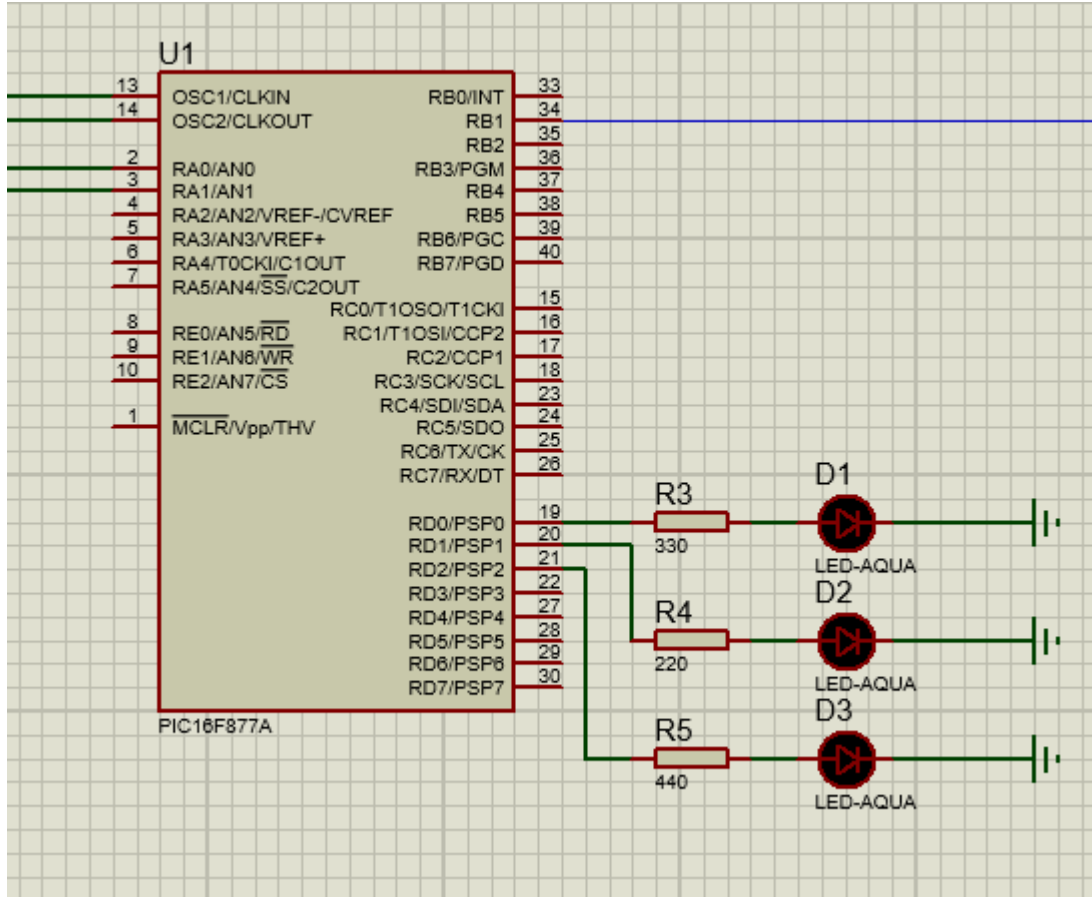 U1
13 OSC1/CLKIN RB0/INT 33
14 OSC2/CLKOUT RB1 34
RB2 35
2 RA0/AN0 RB3/PGM 36
3 RA1/AN1 RB4 37
4 RA2/AN2/VREF-/CVREF RB5 38
5 RA3/AN3/VREF+ RB6/PGC 39
6 RA4/T0CKI/C1OUT RB7/PGD 40
7 RA5/AN4/SS/C2OUT
RC0/T1OSO/T1CKI 15
8 RE0/AN5/RD RC1/T1OSI/CCP2 16
9 RE1/AN6/WR RC2/CCP1 17
10 RE2/AN7/CS RC3/SCK/SCL 18
RC4/SDI/SDA 23
1 MCLR/Vpp/THV RC5/SDO 24
RC6/TX/CK 25
RC7/RX/DT 26
RD0/PSP0 19
RD1/PSP1 20
RD2/PSP2 21
RD3/PSP3 22
RD4/PSP4 27
RD5/PSP5 28
RD6/PSP6 29
RD7/PSP7 30
PIC16F877A
R3
330
D1
LED-AQUA
R4
220
D2
LED-AQUA
R5
440
D3
LED-AQUA